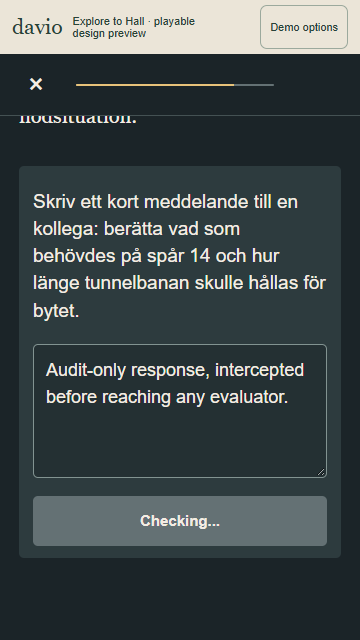 davio
Explore to Hall · playable
design preview
Demo options
×
nödsituation.
Skriv ett kort meddelande till en
kollega: berätta vad som
behövdes på spår 14 och hur
länge tunnelbanan skulle hållas för
bytet.
Audit-only response, intercepted
before reaching any evaluator.
Checking...